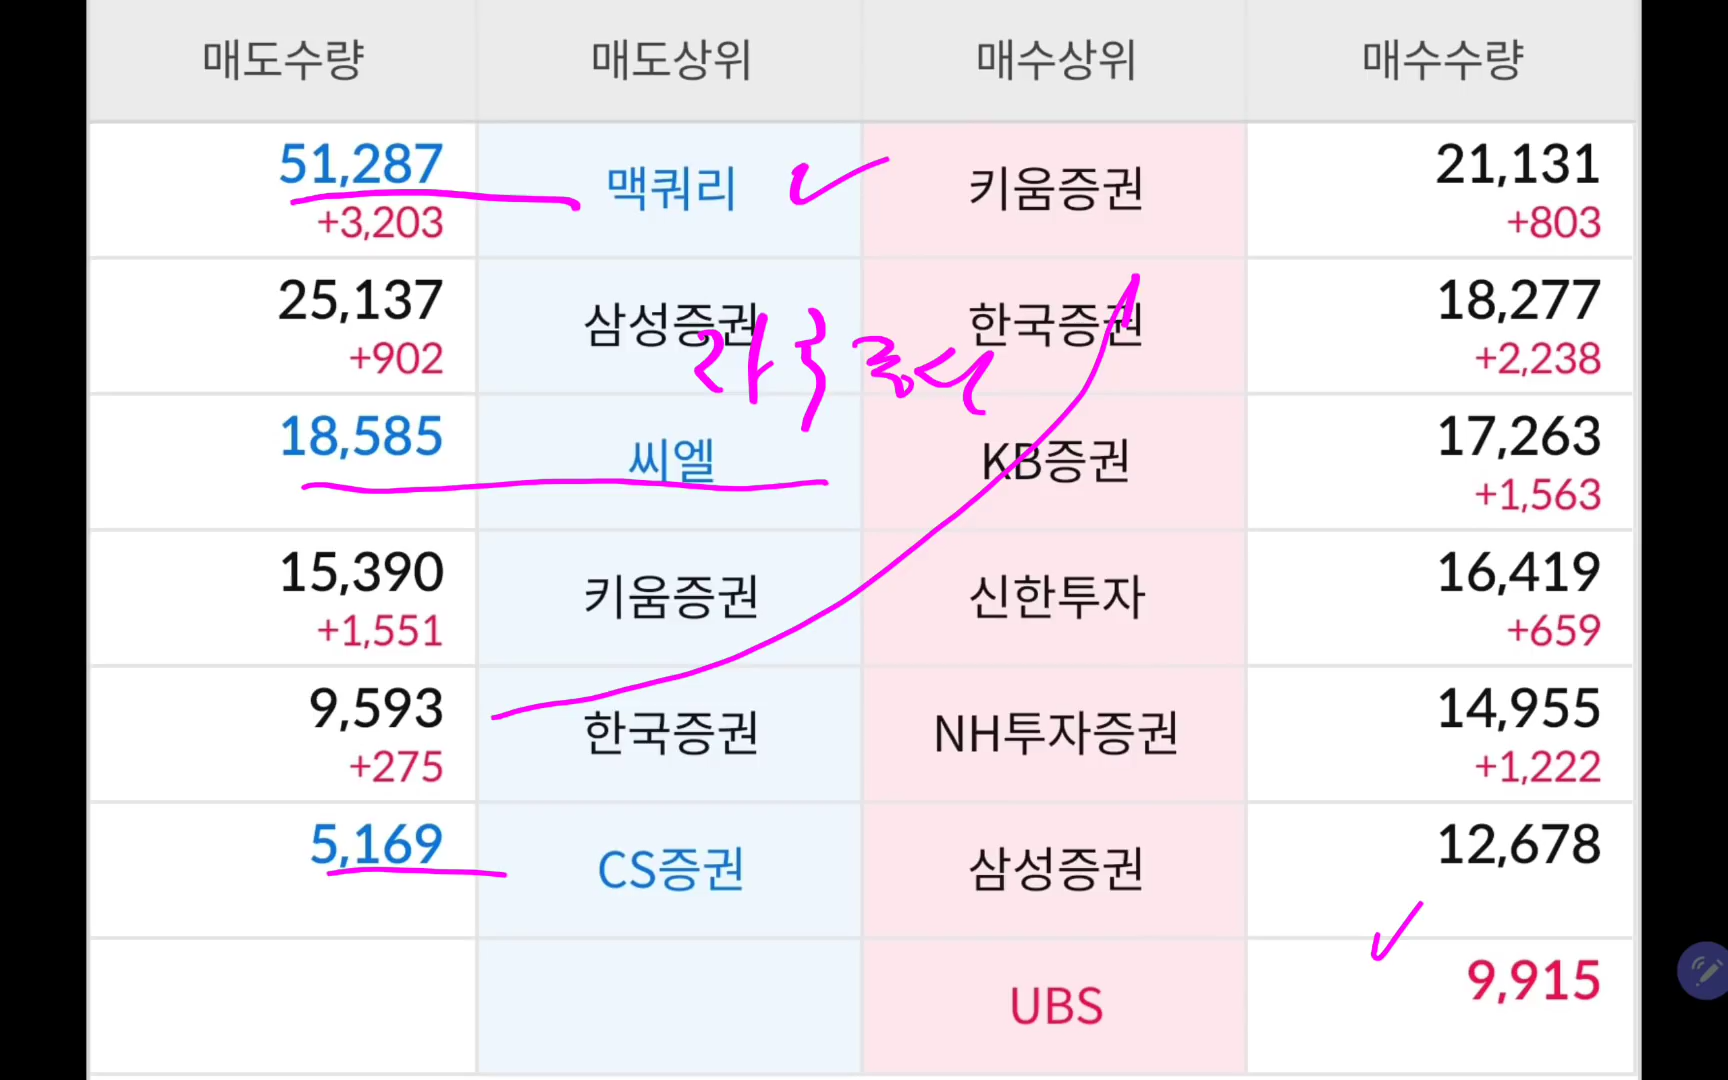 매도수량 매도상위 매수상위 매수수량
51,287 맥쿼리 키움증권 21,131
+3,203 +803
25,137 삼성증권 한국증권 18,277
+902 +2,238
18,585 씨엘 KB증권 17,263
+1,563
15,390 키움증권 신한투자 16,419
+1,551 +659
9,593 한국증권 NH투자증권 14,955
+275 +1,222
5,169 CS증권 삼성증권 12,678
UBS 9,915